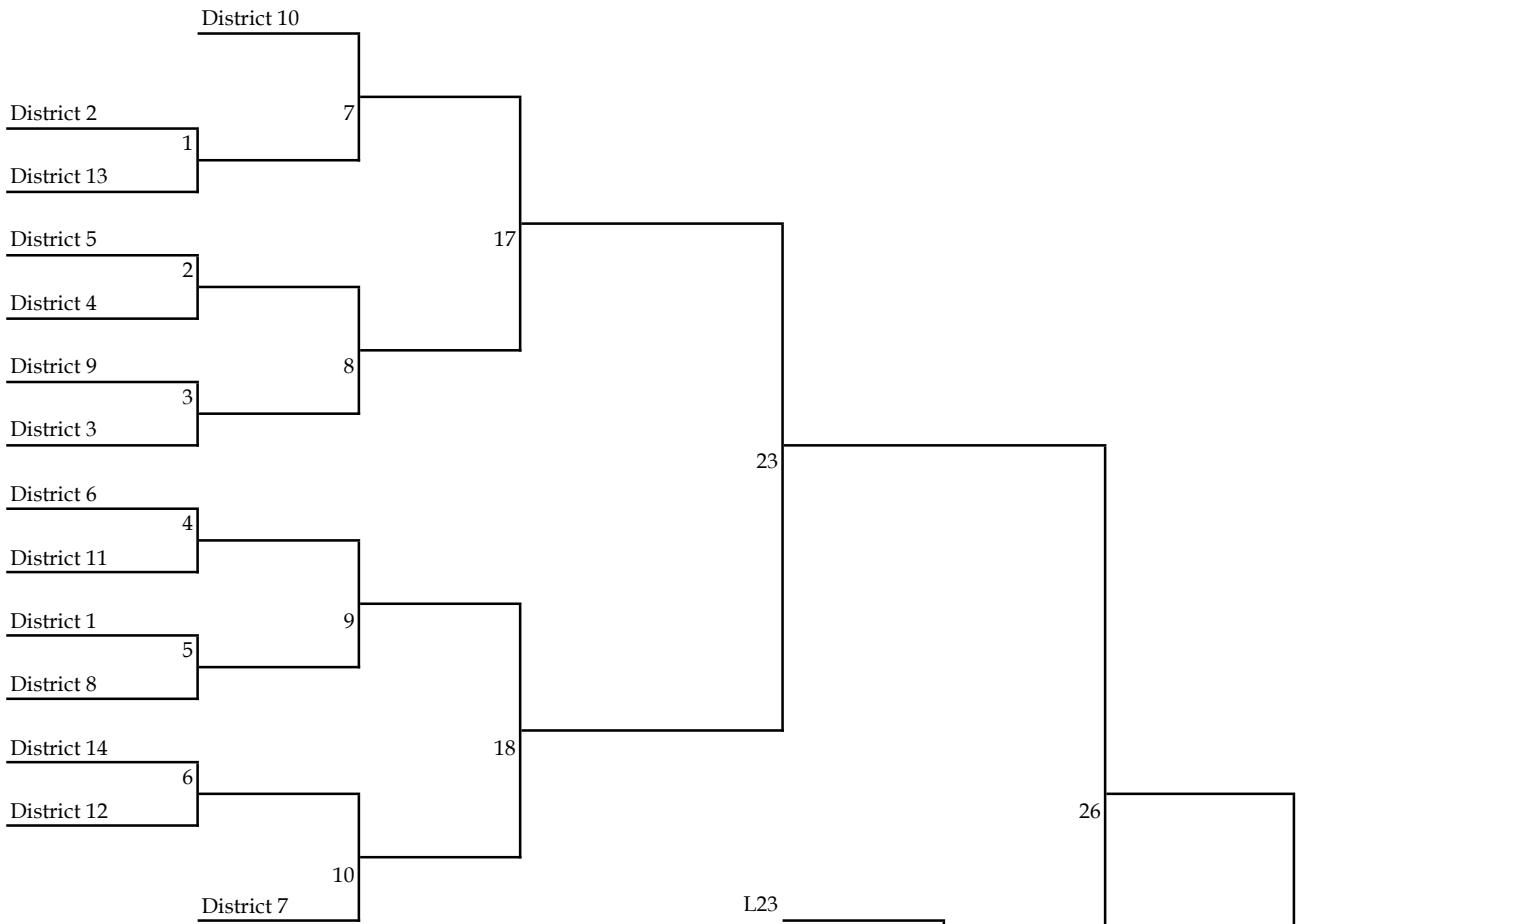 District 10
District 2
7
1
District 13
District 5
17
2
District 4
District 9
8
3
District 3
23
District 6
4
District 11
District 1
9
5
District 8
District 14
18
6
District 12
26
10
District 7
L23